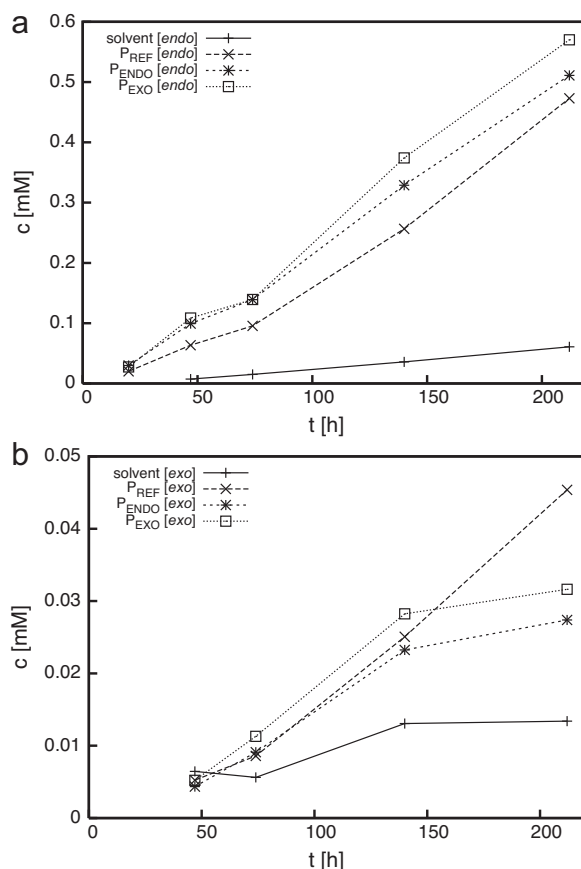 a
solvent [endo]
P_REF [endo]
P_ENDO [endo]
P_EXO [endo]
0.6
0.5
0.4
0.3
0.2
0.1
0
c [mM]
0 50 100 150 200
t [h]
b
solvent [exo]
P_REF [exo]
P_ENDO [exo]
P_EXO [exo]
0.05
0.04
0.03
0.02
0.01
0
c [mM]
0 50 100 150 200
t [h]